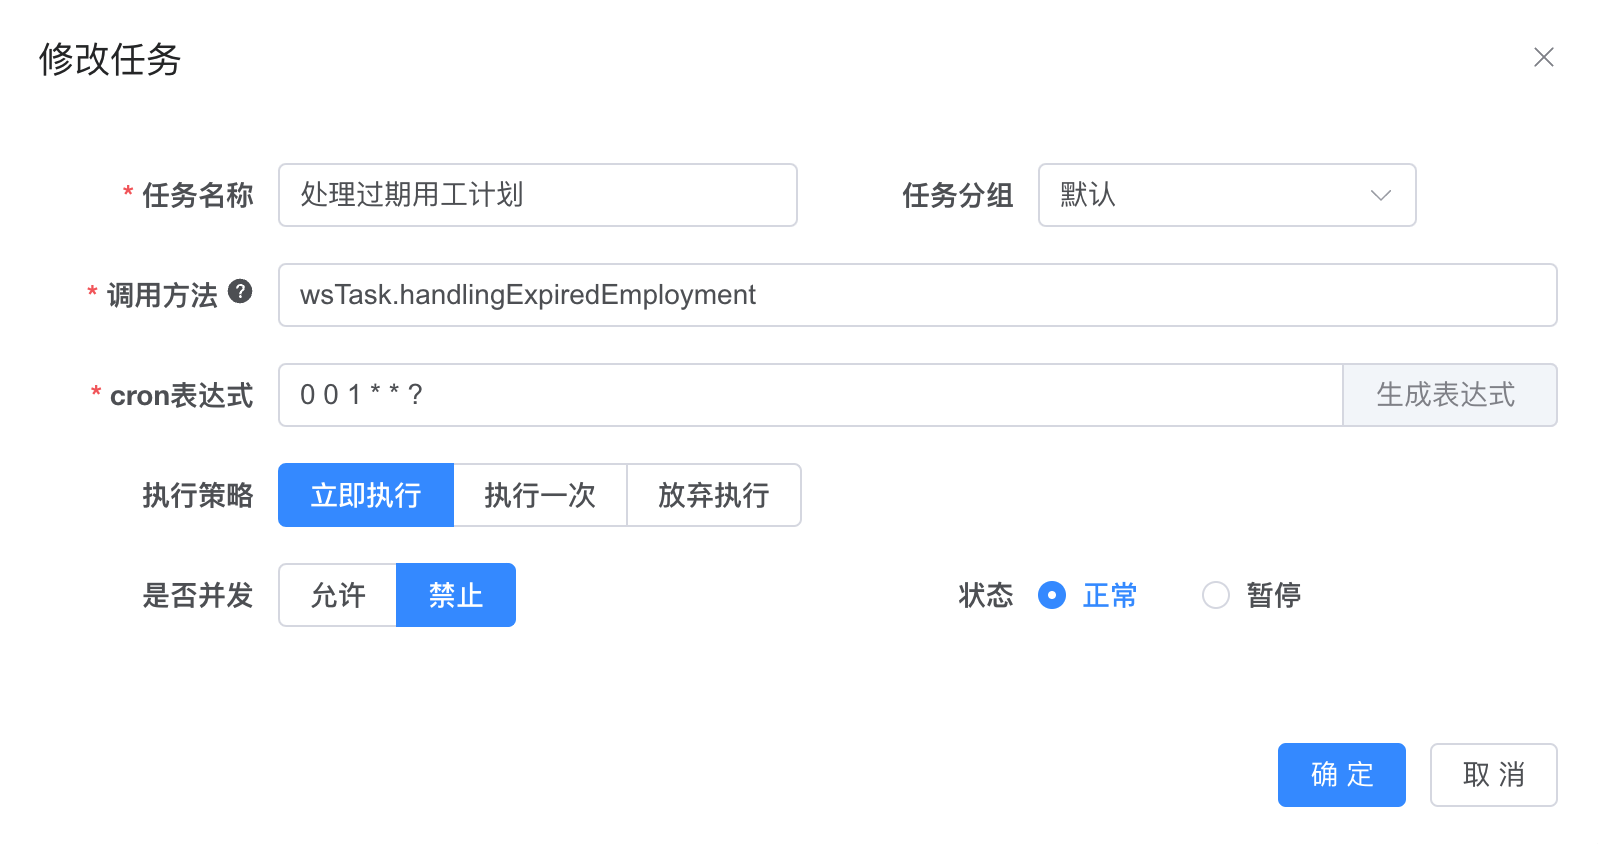 修改任务
* 任务名称 处理过期用工计划 任务分组 默认
* 调用方法 ? wsTask.handlingExpiredEmployment
* cron表达式 0 0 1 * * ? 生成表达式
执行策略 立即执行 执行一次 放弃执行
是否并发 允许 禁止 状态 正常 暂停
确 定 取 消